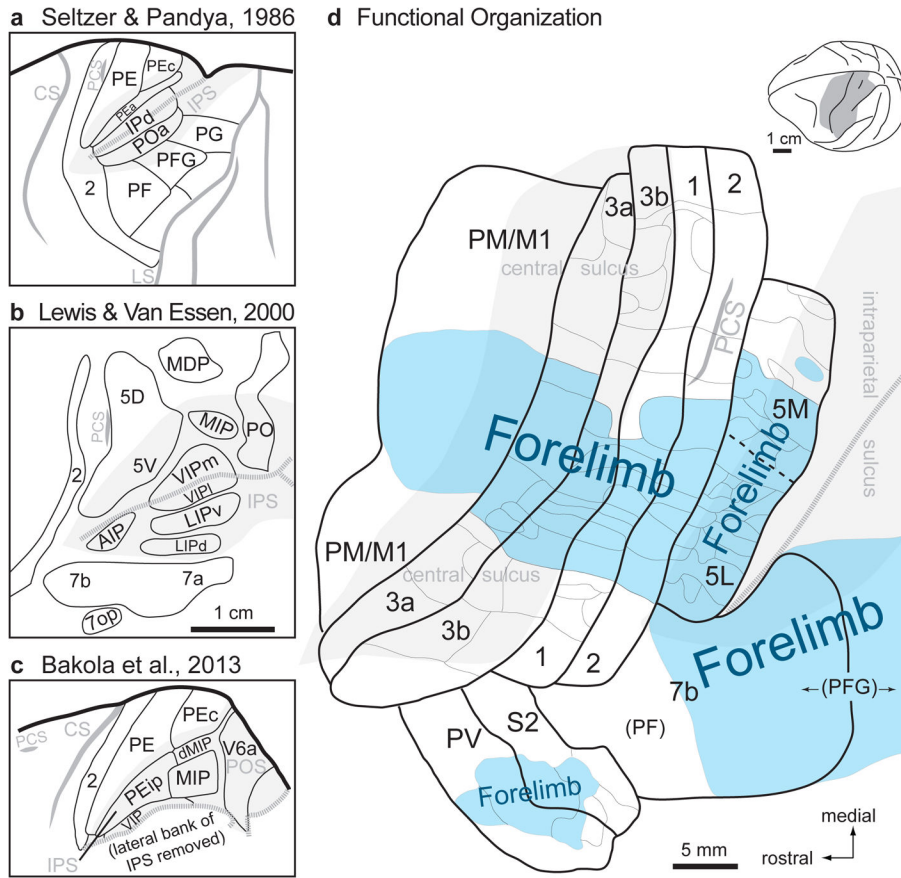 a Seltzer & Pandya, 1986
CS
PCS
PE
PEc
PEa
IPd
IPS
POa
PG
PFG
2
PF
LS
b Lewis & Van Essen, 2000
MDP
5D
PCS
MIP
PO
2
5V
VIPm
VIPl
IPS
AIP
LIPv
LIPd
7b
7a
7op
1 cm
c Bakola et al., 2013
PCS
CS
PE
PEc
V6a
POS
dMIP
2
PEip
MIP
VIP
(lateral bank of
IPS removed)
IPS
d Functional Organization
1 cm
PM/M1
3a
3b
1
2
central sulcus
PCS
intraparietal
sulcus
5M
Forelimb
Forelimb
5L
PM/M1
central sulcus
3a
3b
1
2
Forelimb
7b
(PFG)
(PF)
S2
PV
Forelimb
5 mm
medial
rostral